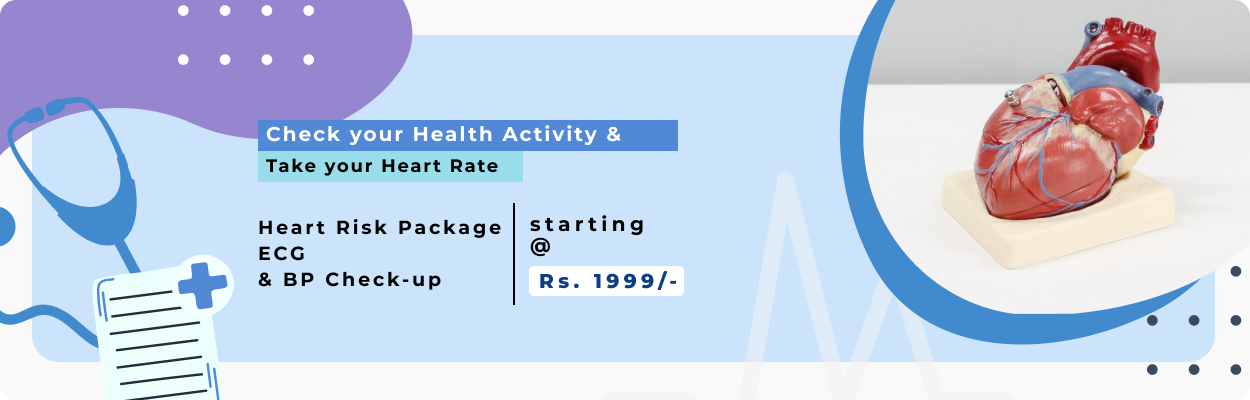 Check your Health Activity &
Take your Heart Rate
Heart Risk Package
ECG
& BP Check-up
starting
@
Rs. 1999/-